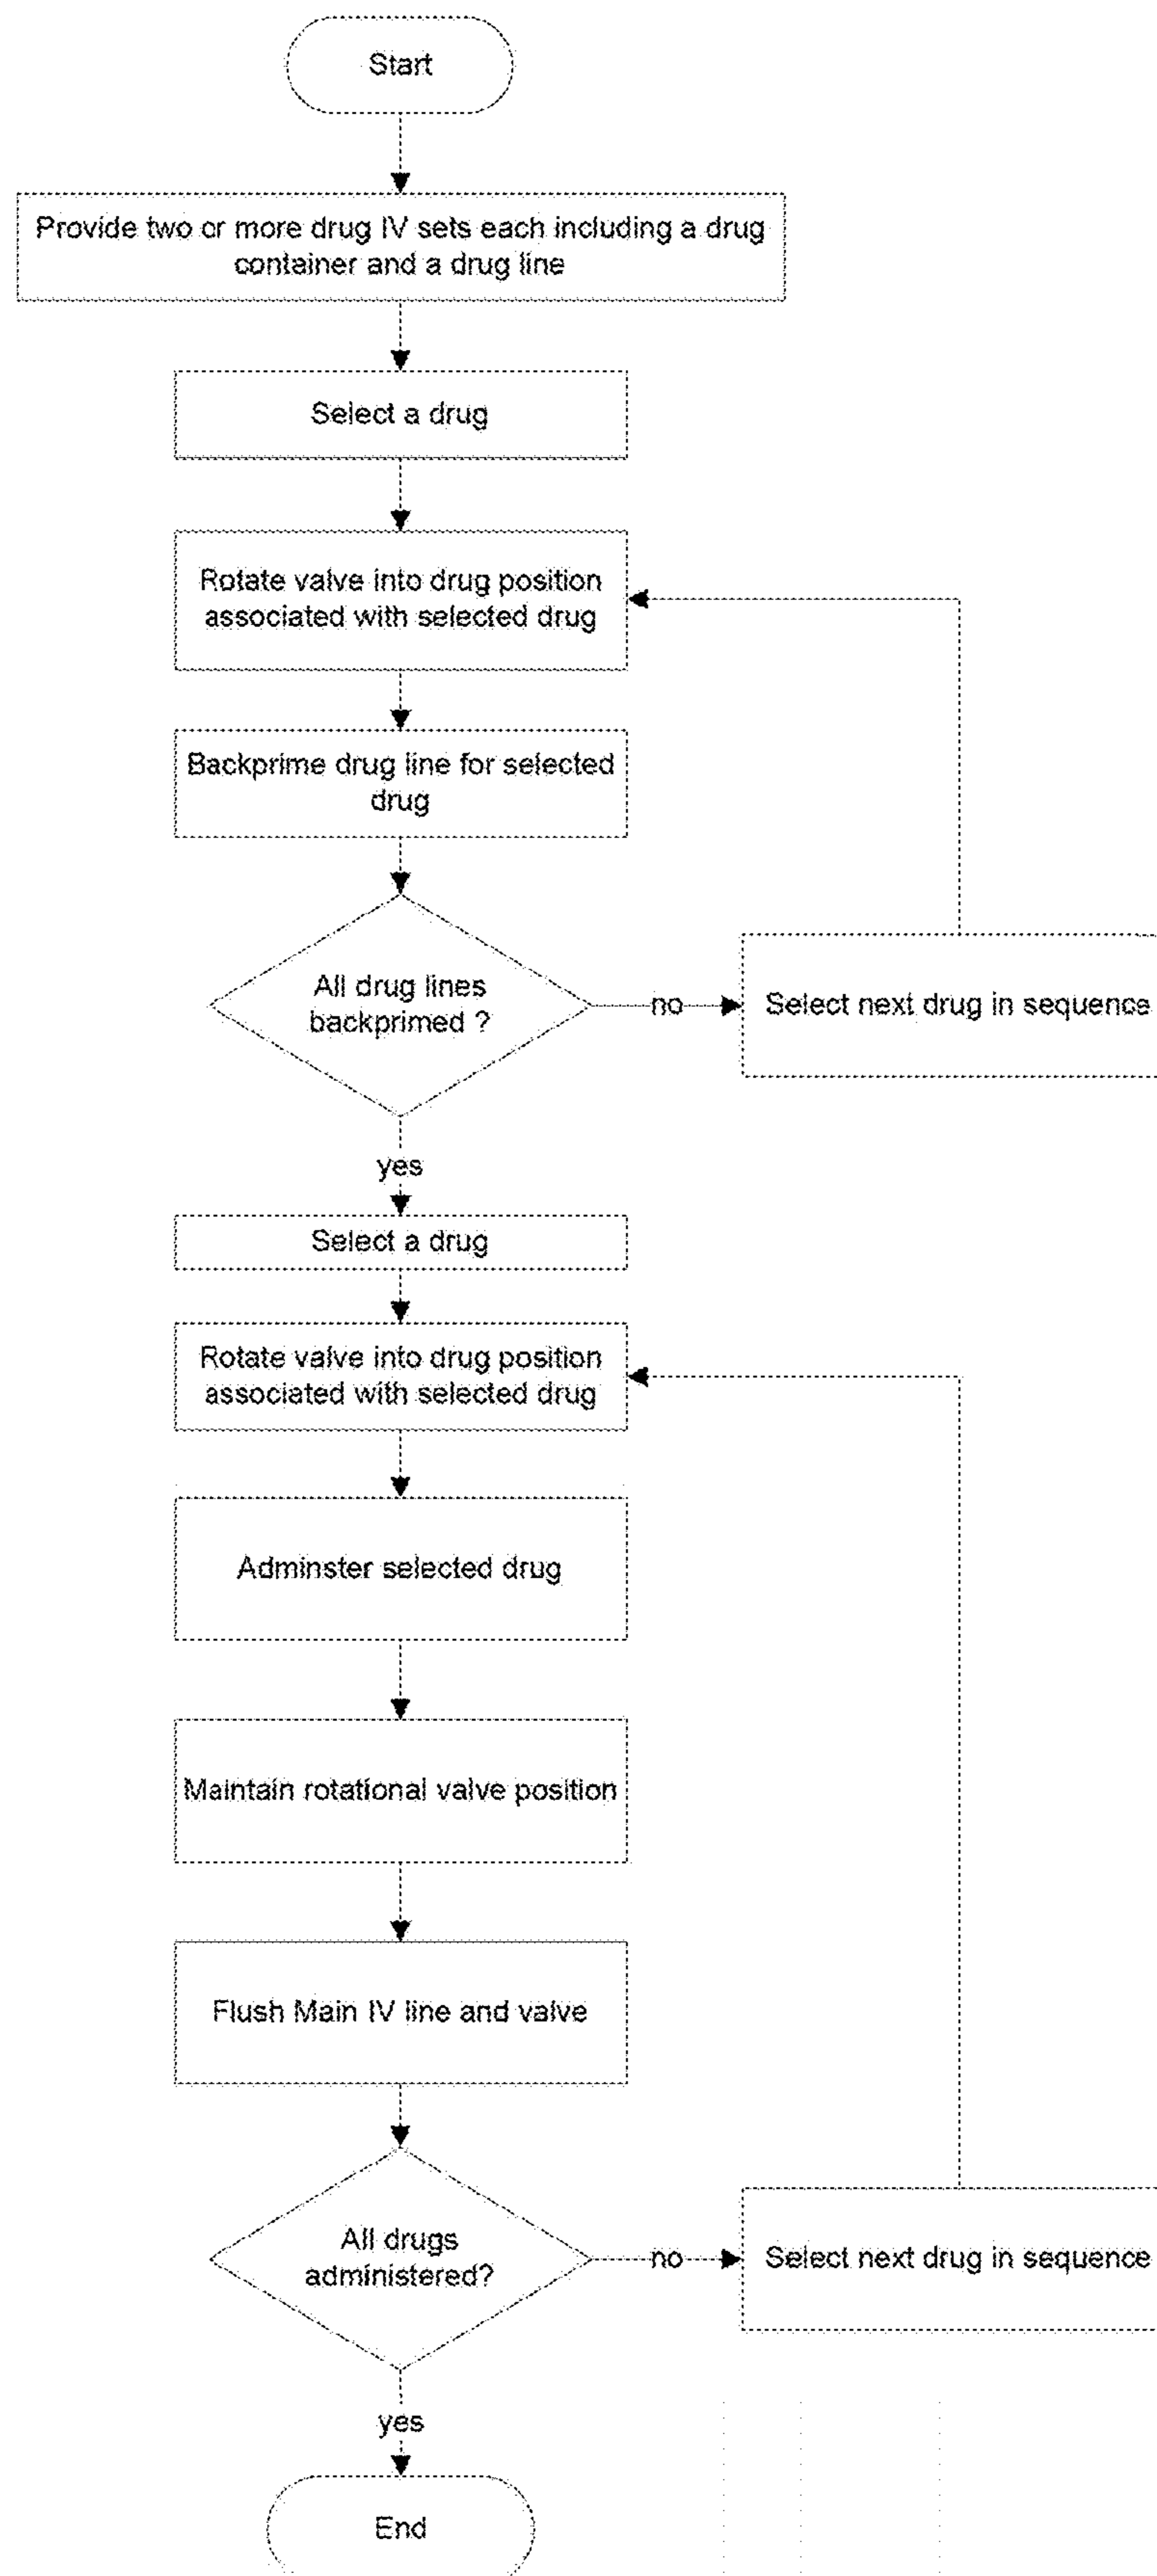 Start
Provide two or more drug IV sets each including a drug
container and a drug line
Select a drug
Rotate valve into drug position
associated with selected drug
Backprime drug line for selected
drug
All drug lines
backprimed ?
no
Select next drug in sequence
yes
Select a drug
Rotate valve into drug position
associated with selected drug
Adminster selected drug
Maintain rotational valve position
Flush Main IV line and valve
All drugs
administered?
no
Select next drug in sequence
yes
End